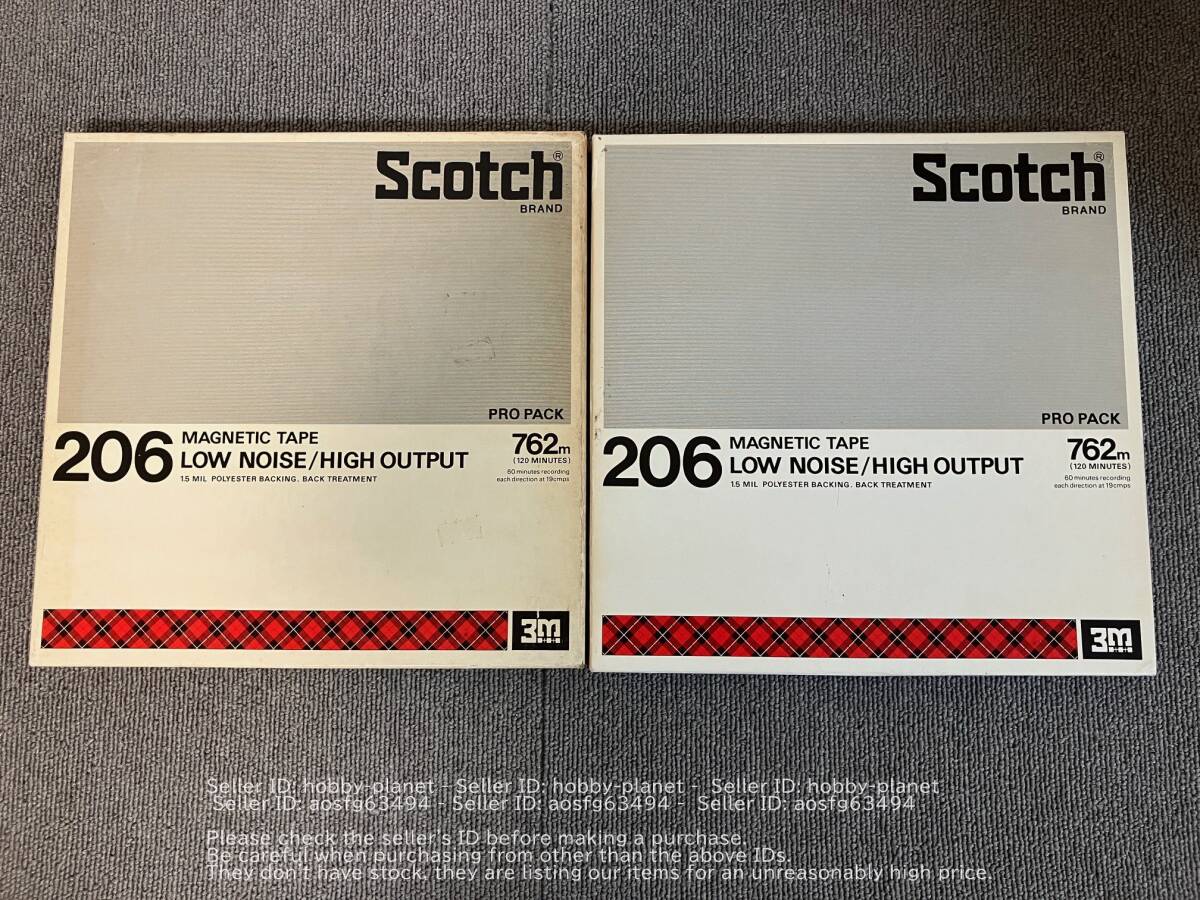 Scotch®
BRAND
PRO PACK
206
MAGNETIC TAPE
LOW NOISE/HIGH OUTPUT
1.5 MIL POLYESTER BACKING. BACK TREATMENT
762m
(120 MINUTES)
60 minutes recording
each direction at 19cmps
3M
Scotch®
BRAND
PRO PACK
206
MAGNETIC TAPE
LOW NOISE/HIGH OUTPUT
1.5 MIL POLYESTER BACKING. BACK TREATMENT
762m
(120 MINUTES)
60 minutes recording
each direction at 19cmps
3M
Seller ID: hobby-planet - Seller ID: hobby-planet - Seller ID: hobby-planet
Seller ID: aosfg63494 - Seller ID: aosfg63494 - Seller ID: aosfg63494
Please check the seller's ID before making a purchase.
Be careful when purchasing from other than the above IDs.
They don't have stock, they are listing our items for an unreasonably high price.